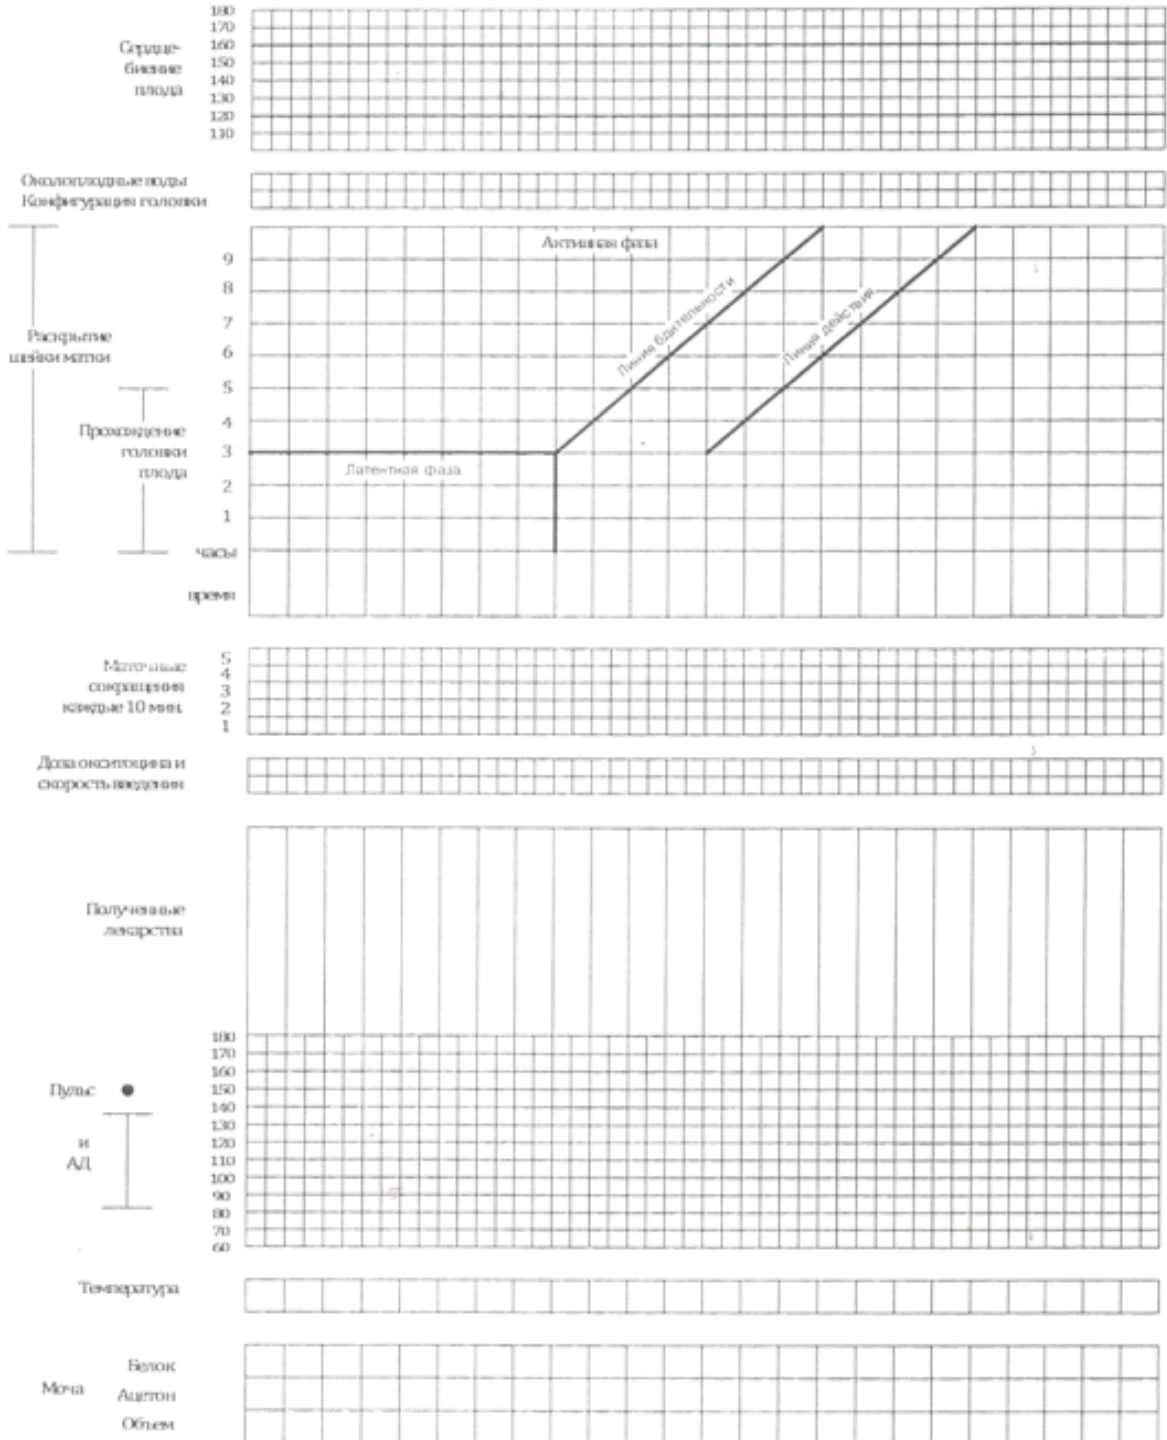 180
170
160
150
140
130
120
110
Сердце-
биение
плода
Околоплодные воды
Конфигурация головки
Активная фаза
Линия бдительности
Линия действия
9
8
7
6
5
4
3
2
1
Раскрытие
шейки матки
Прохождение
головки
плода
Латентная фаза
часы
время
Маточные
сокращения
каждые 10 мин.
5
4
3
2
1
Доза окситоцина и
скорость введения
Полученные
лекарства
180
170
160
150
140
130
120
110
100
90
80
70
60
Пульс
и
АД
Температура
Моча
Белок
Ацетон
Объем